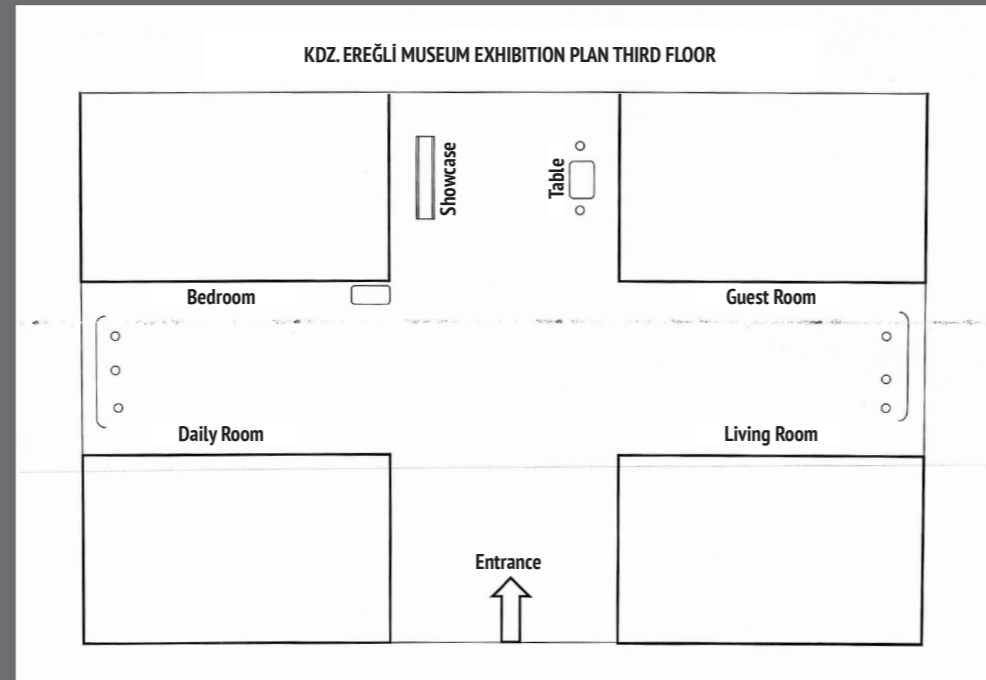 KDZ. EREĞLİ MUSEUM EXHIBITION PLAN THIRD FLOOR
Showcase
Table
Bedroom
Guest Room
Daily Room
Living Room
Entrance